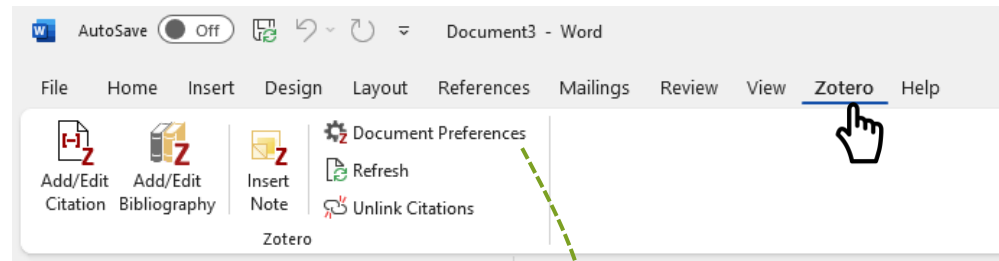 W AutoSave Off Document3 - Word
File Home Insert Design Layout References Mailings Review View Zotero Help
[-] Z Z Z Z Document Preferences
Add/Edit Add/Edit Insert Refresh
Citation Bibliography Note Unlink Citations
Zotero